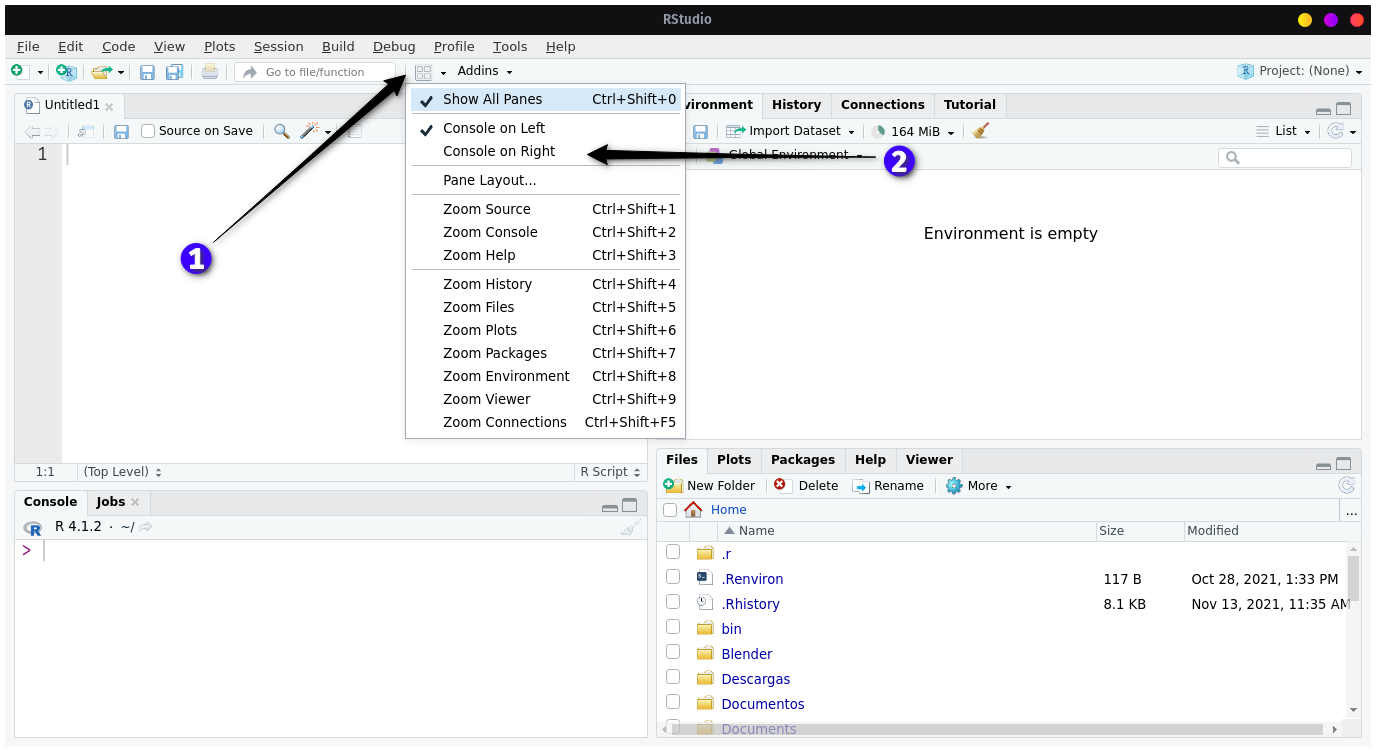 RStudio
File Edit Code View Plots Session Build Debug Profile Tools Help
Go to file/function Addins Project: (None)
Untitled1
Source on Save
1
1:1 (Top Level) R Script
1
Show All Panes Ctrl+Shift+0
Console on Left
Console on Right
Pane Layout...
Zoom Source Ctrl+Shift+1
Zoom Console Ctrl+Shift+2
Zoom Help Ctrl+Shift+3
Zoom History Ctrl+Shift+4
Zoom Files Ctrl+Shift+5
Zoom Plots Ctrl+Shift+6
Zoom Packages Ctrl+Shift+7
Zoom Environment Ctrl+Shift+8
Zoom Viewer Ctrl+Shift+9
Zoom Connections Ctrl+Shift+F5
vironment History Connections Tutorial
Import Dataset 164 MiB List
Global Environment
2
Environment is empty
Console Jobs
R 4.1.2 · ~/
>
Files Plots Packages Help Viewer
New Folder Delete Rename More
Home ...
Name Size Modified
.r
.Renviron 117 B Oct 28, 2021, 1:33 PM
.Rhistory 8.1 KB Nov 13, 2021, 11:35 AM
bin
Blender
Descargas
Documentos
Documents